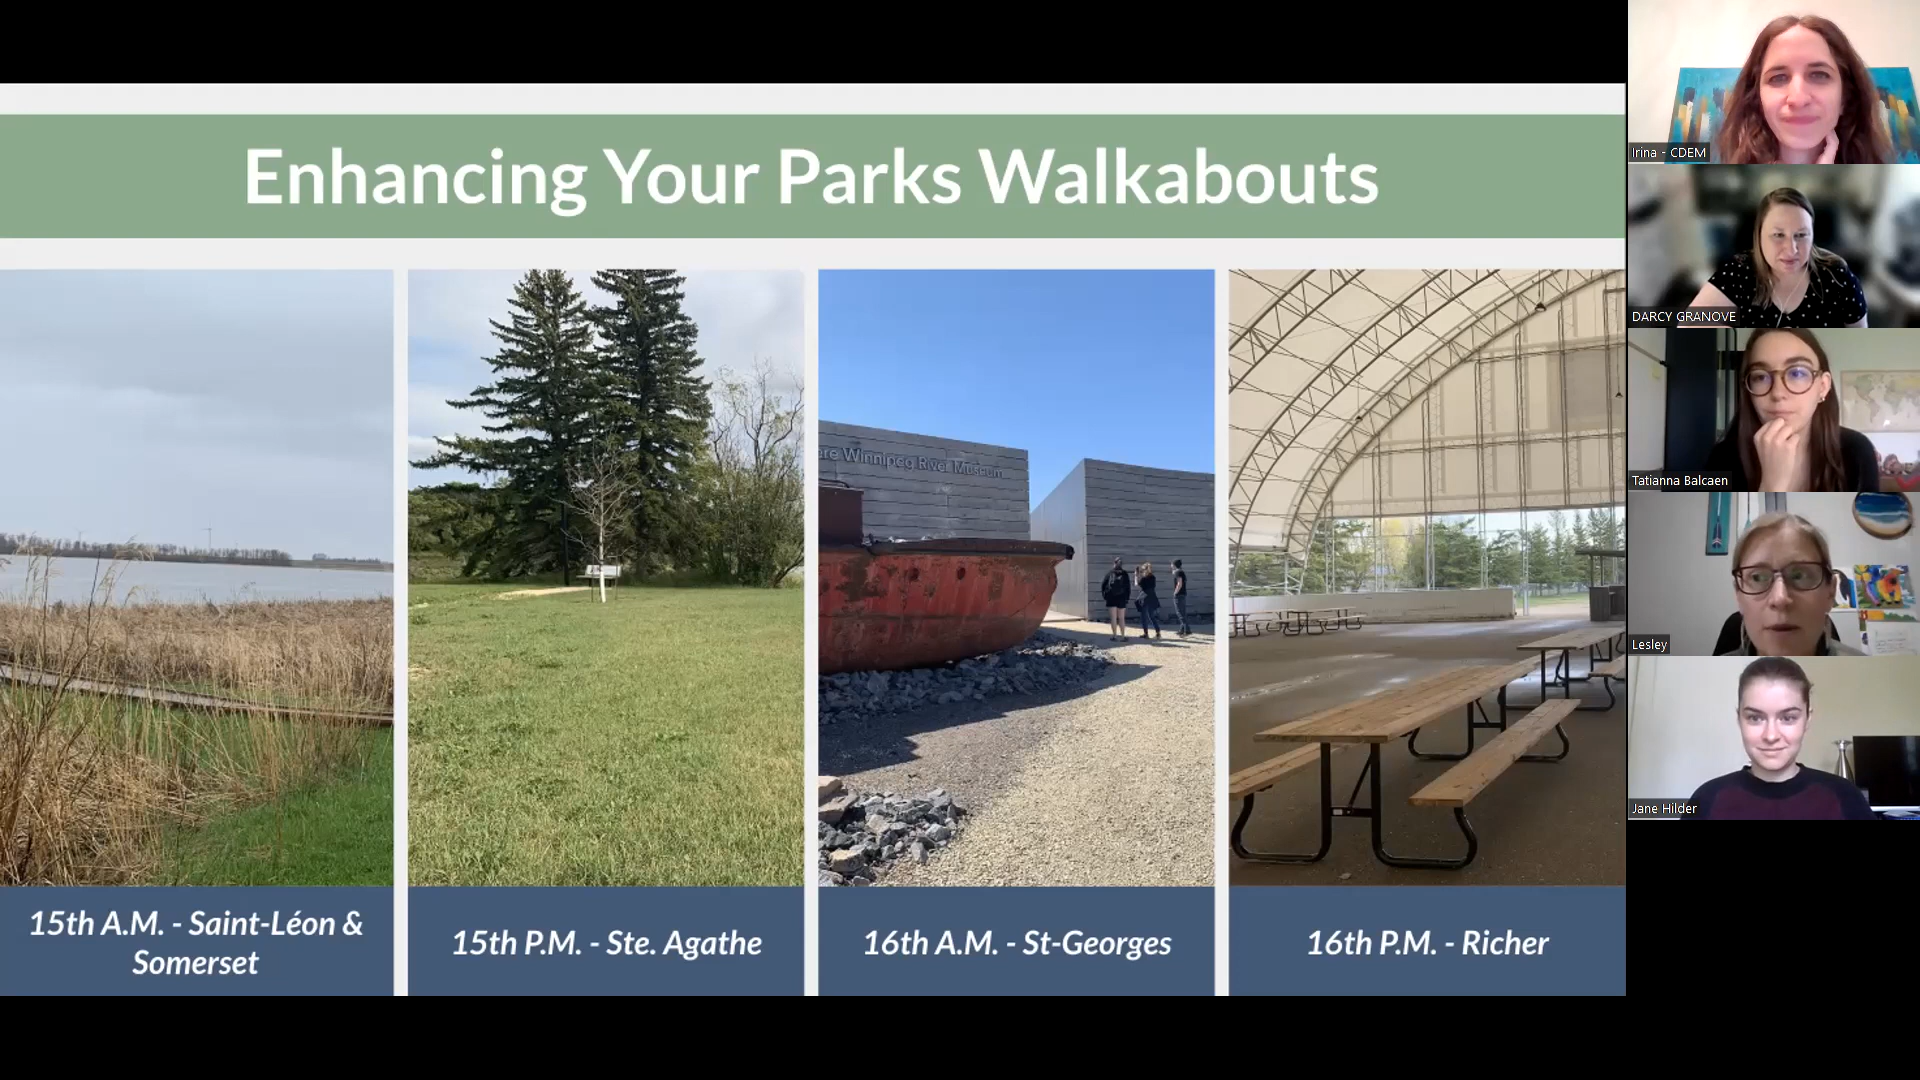 Enhancing Your Parks Walkabouts
ere Winnipeg River Museum
15th A.M. - Saint-Léon &
Somerset
15th P.M. - Ste. Agathe
16th A.M. - St-Georges
16th P.M. - Richer
Irina - CDEM
DARCY GRANOVE
Tatianna Balcaen
Lesley
Jane Hilder